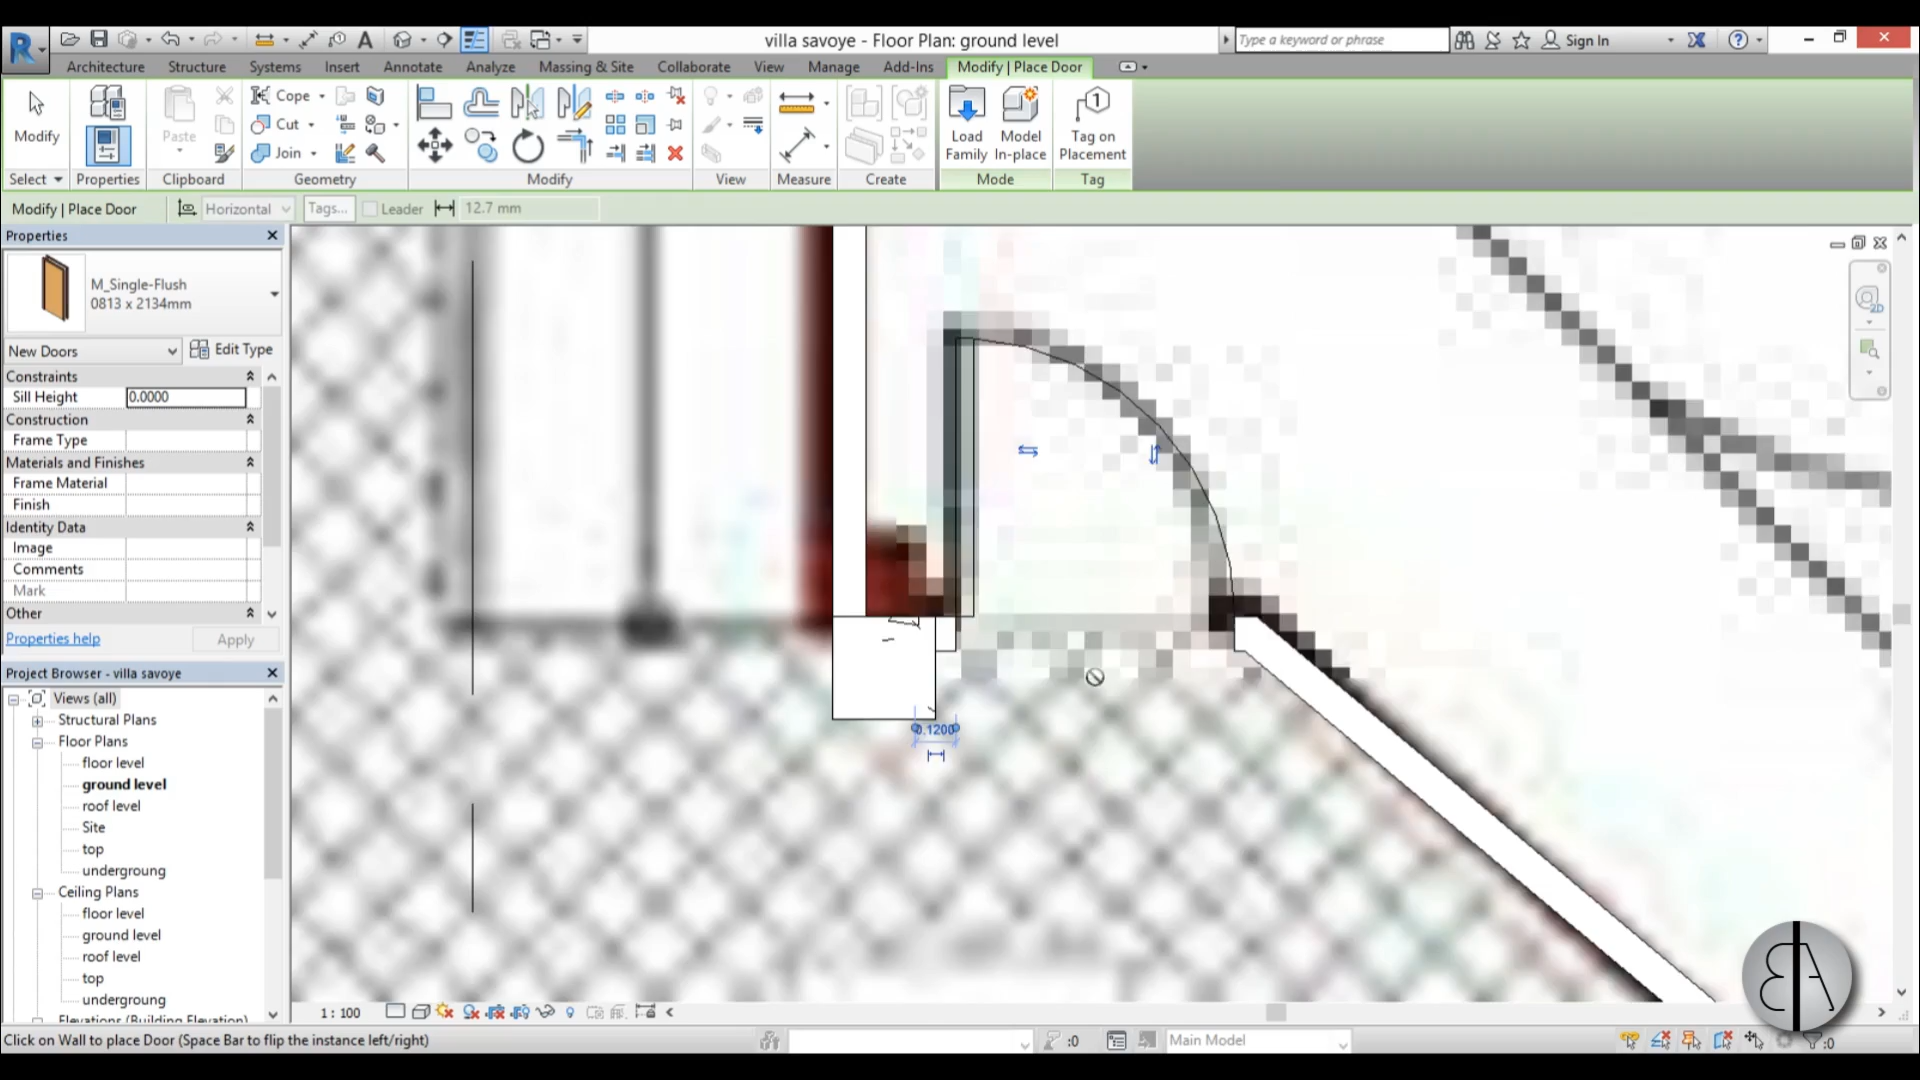 villa savoye - Floor Plan: ground level
Type a keyword or phrase
Sign In
Architecture Structure Systems Insert Annotate Analyze Massing & Site Collaborate View Manage Add-Ins Modify | Place Door
Modify
Paste
Cope
Cut
Join
Load Family
Model In-place
Tag on Placement
Select Properties Clipboard Geometry Modify View Measure Create Mode Tag
Modify | Place Door Horizontal Tags... Leader 12.7 mm
Properties
M_Single-Flush
0813 x 2134mm
New Doors Edit Type
Constraints
Sill Height 0.0000
Construction
Frame Type
Materials and Finishes
Frame Material
Finish
Identity Data
Image
Comments
Mark
Other
Properties help Apply
Project Browser - villa savoye
Views (all)
Structural Plans
Floor Plans
floor level
ground level
roof level
Site
top
undergroung
Ceiling Plans
floor level
ground level
roof level
top
undergroung
Elevations (Building Elevation)
2D
0.1200
1 : 100
Click on Wall to place Door (Space Bar to flip the instance left/right)
:0
Main Model
:0